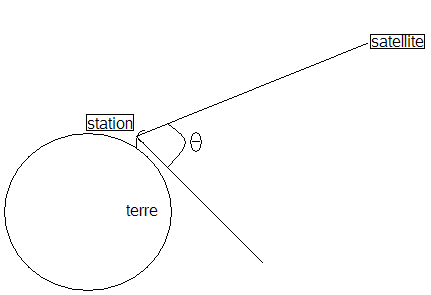 satellite
station
θ
terre